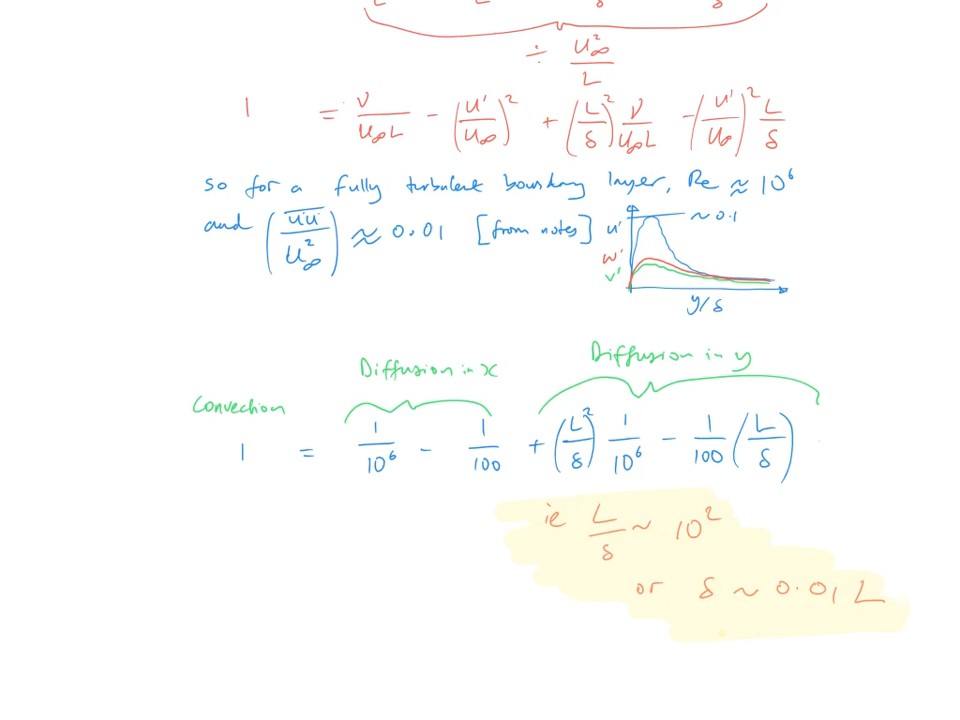 ÷ u∞² / L
1 = ν/(u∞L) − (u'/u∞)² + (L/δ)² ν/(u∞L) − (u'/u∞)² L/δ
so for a fully turbulent boundary layer, Re ≈ 10⁶
and (u'u'/u∞²) ≈ 0.01 [from notes]
u' ~0.1
w'
v'
y/δ
Diffusion in x
Diffusion in y
Convection
1 = 1/10⁶ − 1/100 + (L/δ)² 1/10⁶ − 1/100 (L/δ)
ie L/δ ~ 10²
or δ ~ 0.01 L